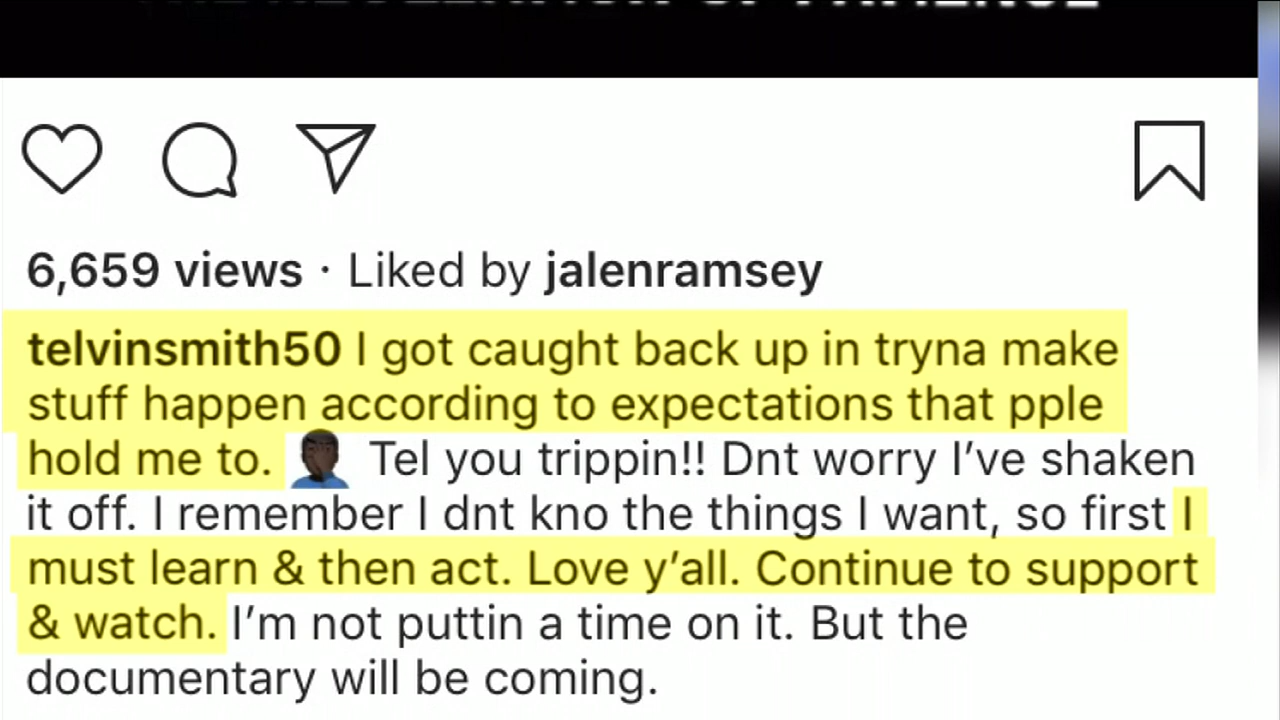 6,659 views · Liked by jalenramsey
telvinsmith50 I got caught back up in tryna make
stuff happen according to expectations that pple
hold me to. 🤦🏿‍♂️ Tel you trippin!! Dnt worry I’ve shaken
it off. I remember I dnt kno the things I want, so first I
must learn & then act. Love y’all. Continue to support
& watch. I’m not puttin a time on it. But the
documentary will be coming.